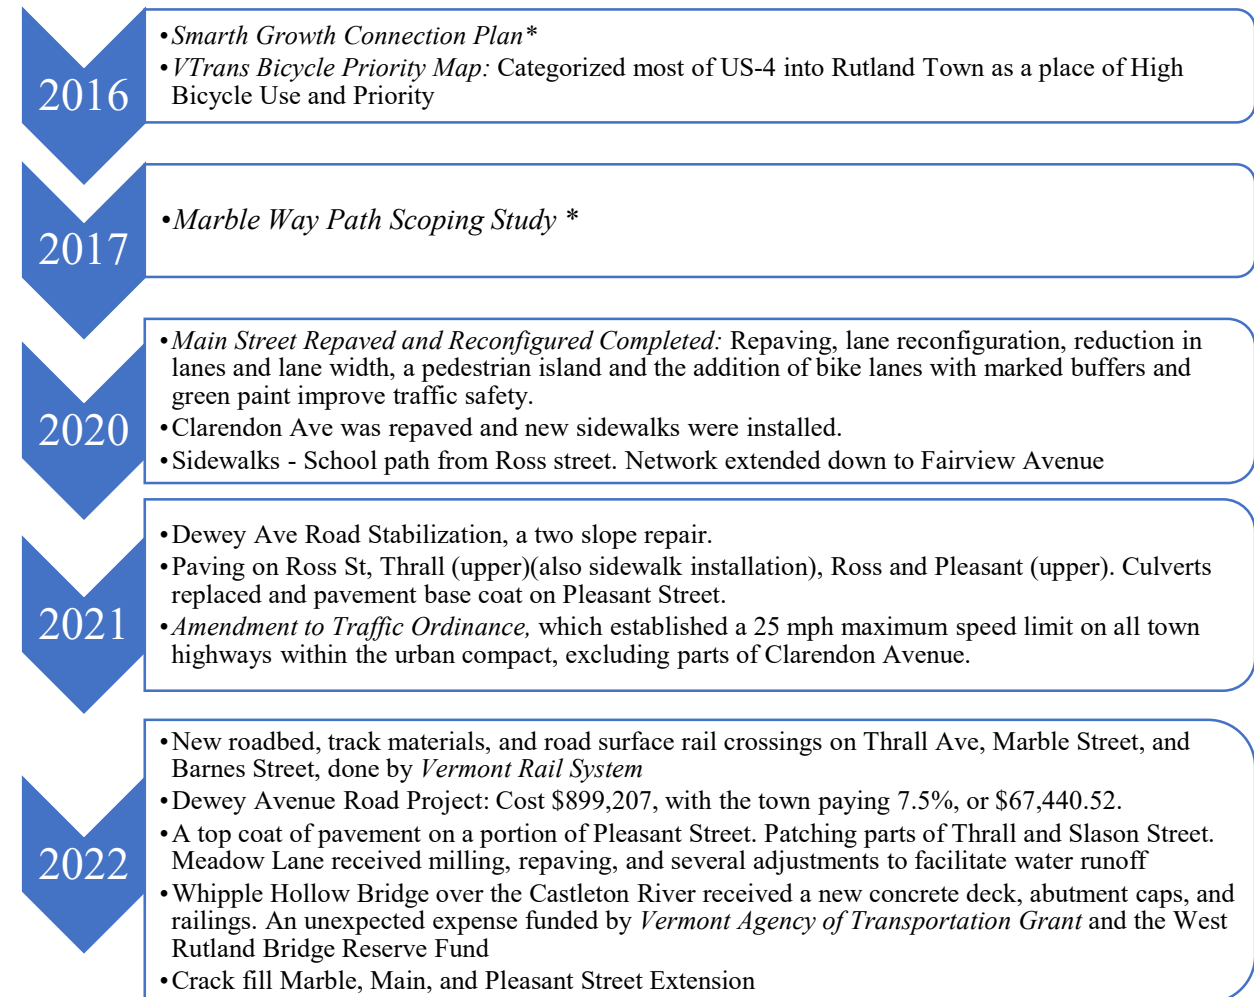 2016
•Smarth Growth Connection Plan*
•VTrans Bicycle Priority Map: Categorized most of US-4 into Rutland Town as a place of High
Bicycle Use and Priority
2017
•Marble Way Path Scoping Study *
2020
•Main Street Repaved and Reconfigured Completed: Repaving, lane reconfiguration, reduction in
lanes and lane width, a pedestrian island and the addition of bike lanes with marked buffers and
green paint improve traffic safety.
•Clarendon Ave was repaved and new sidewalks were installed.
•Sidewalks - School path from Ross street. Network extended down to Fairview Avenue
2021
•Dewey Ave Road Stabilization, a two slope repair.
•Paving on Ross St, Thrall (upper)(also sidewalk installation), Ross and Pleasant (upper). Culverts
replaced and pavement base coat on Pleasant Street.
•Amendment to Traffic Ordinance, which established a 25 mph maximum speed limit on all town
highways within the urban compact, excluding parts of Clarendon Avenue.
2022
•New roadbed, track materials, and road surface rail crossings on Thrall Ave, Marble Street, and
Barnes Street, done by Vermont Rail System
•Dewey Avenue Road Project: Cost $899,207, with the town paying 7.5%, or $67,440.52.
•A top coat of pavement on a portion of Pleasant Street. Patching parts of Thrall and Slason Street.
Meadow Lane received milling, repaving, and several adjustments to facilitate water runoff
•Whipple Hollow Bridge over the Castleton River received a new concrete deck, abutment caps, and
railings. An unexpected expense funded by Vermont Agency of Transportation Grant and the West
Rutland Bridge Reserve Fund
•Crack fill Marble, Main, and Pleasant Street Extension